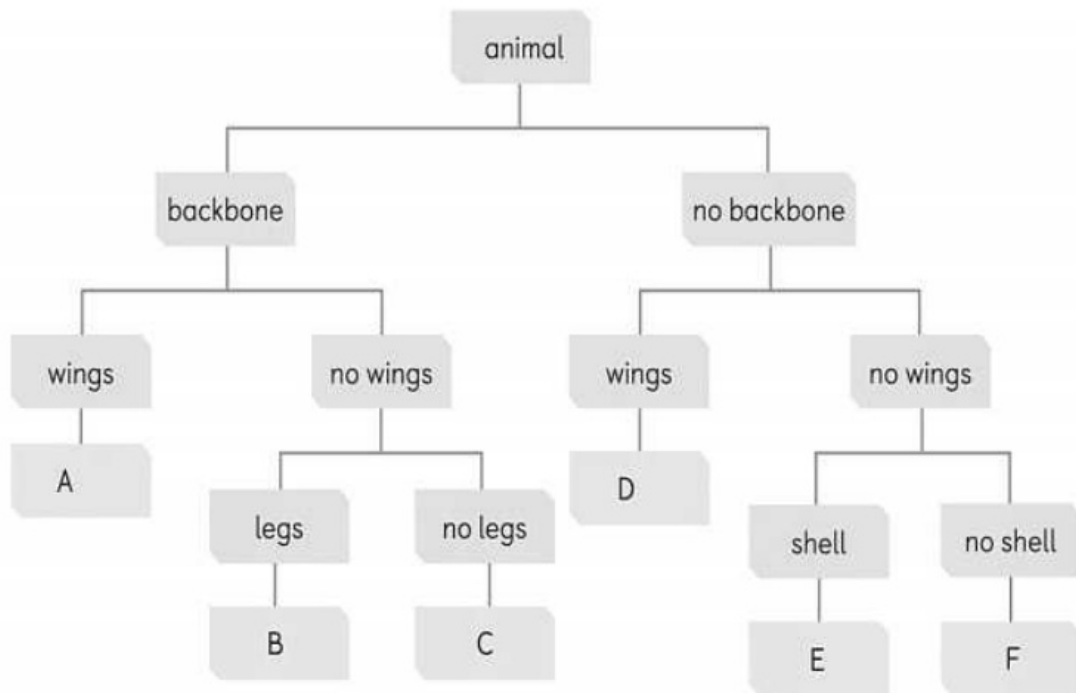 animal
backbone
no backbone
wings
no wings
wings
no wings
A
D
legs
no legs
shell
no shell
B
C
E
F